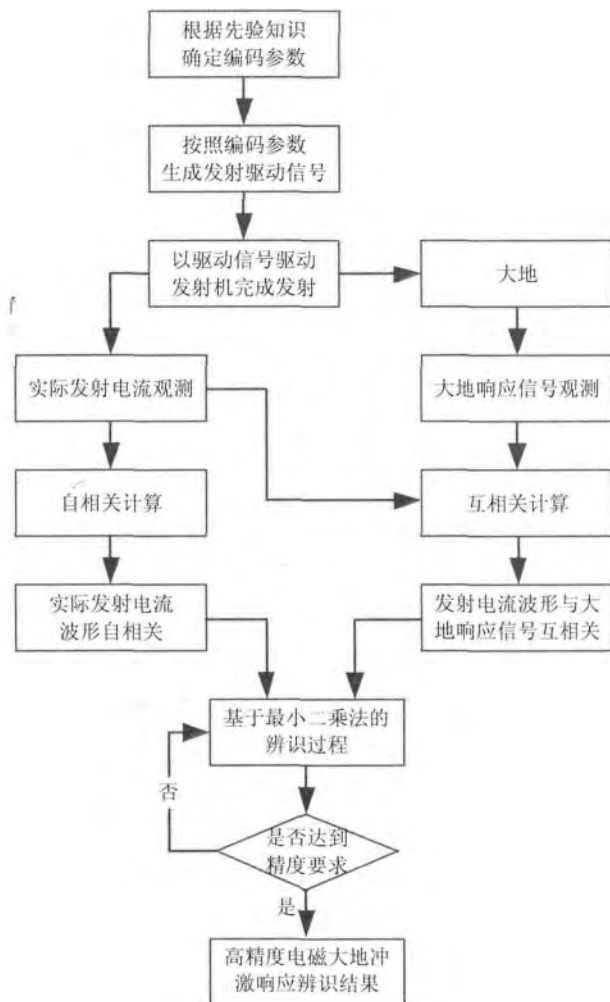 根据先验知识
确定编码参数
按照编码参数
生成发射驱动信号
以驱动信号驱动
发射机完成发射
大地
实际发射电流观测
大地响应信号观测
自相关计算
互相关计算
实际发射电流
波形自相关
发射电流波形与大
地响应信号互相关
基于最小二乘法的
辨识过程
否
是否达到
精度要求
是
高精度电磁大地冲
激响应辨识结果